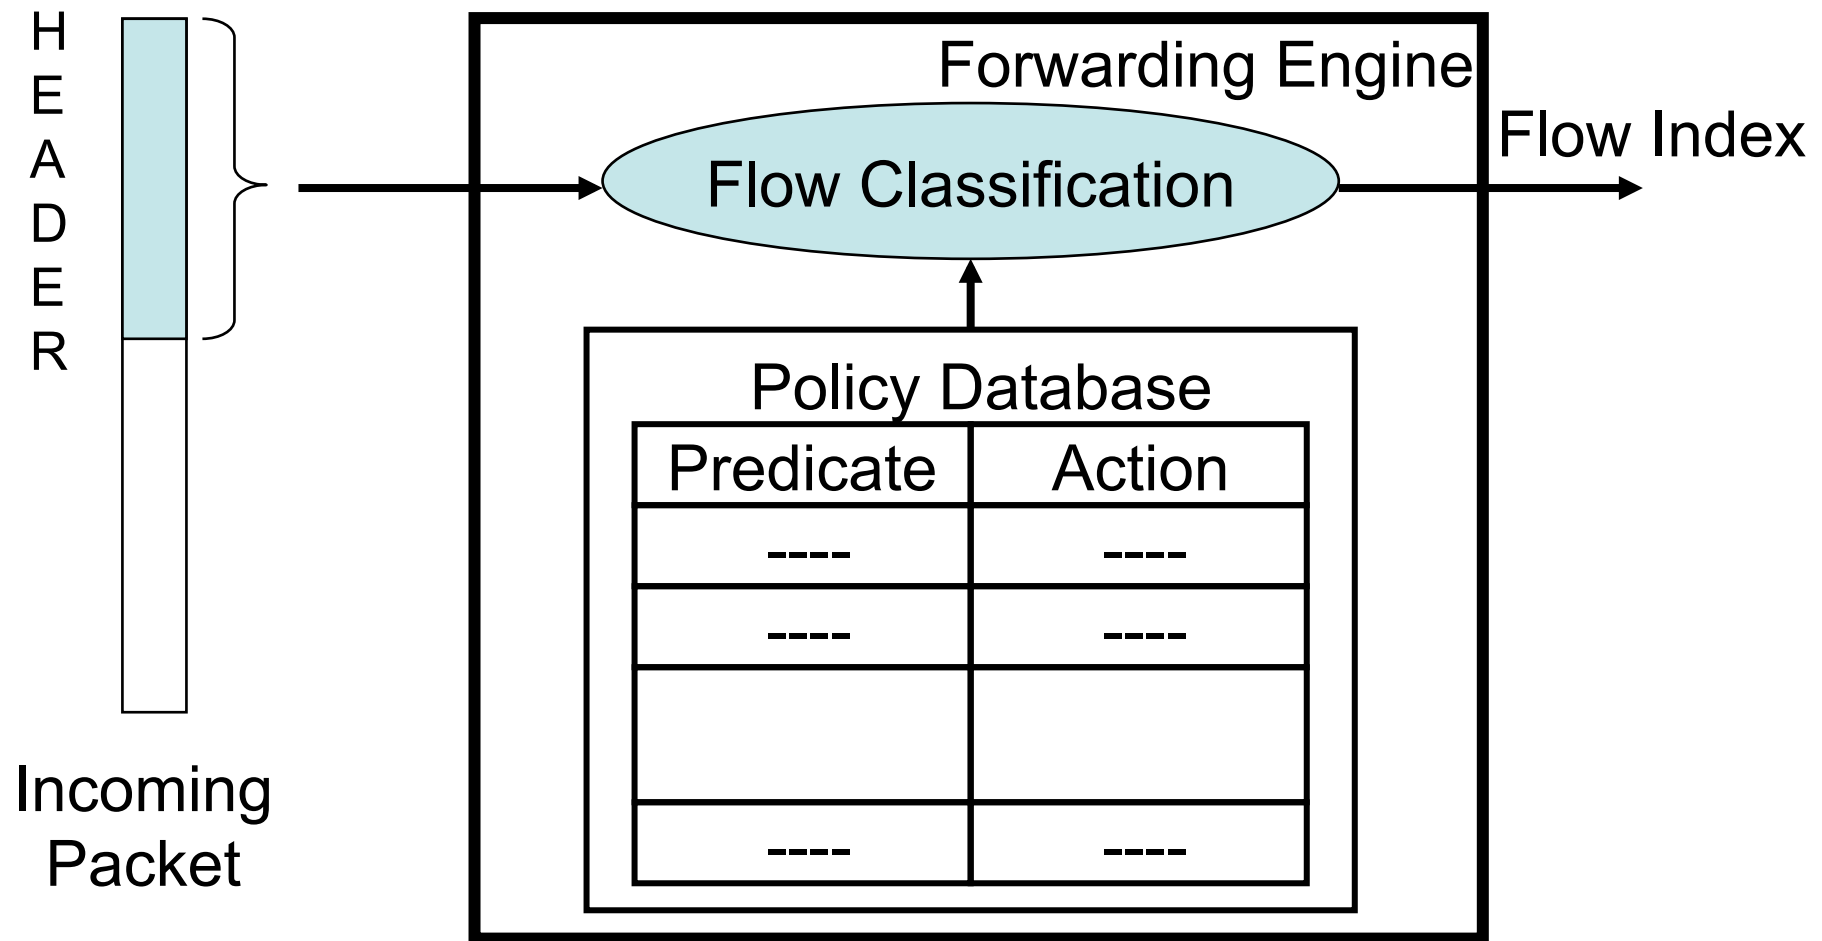 H
E
A
D
E
R
Incoming
Packet
Forwarding Engine
Flow Classification
Flow Index
Policy Database
Predicate Action
---- ----
---- ----
---- ----